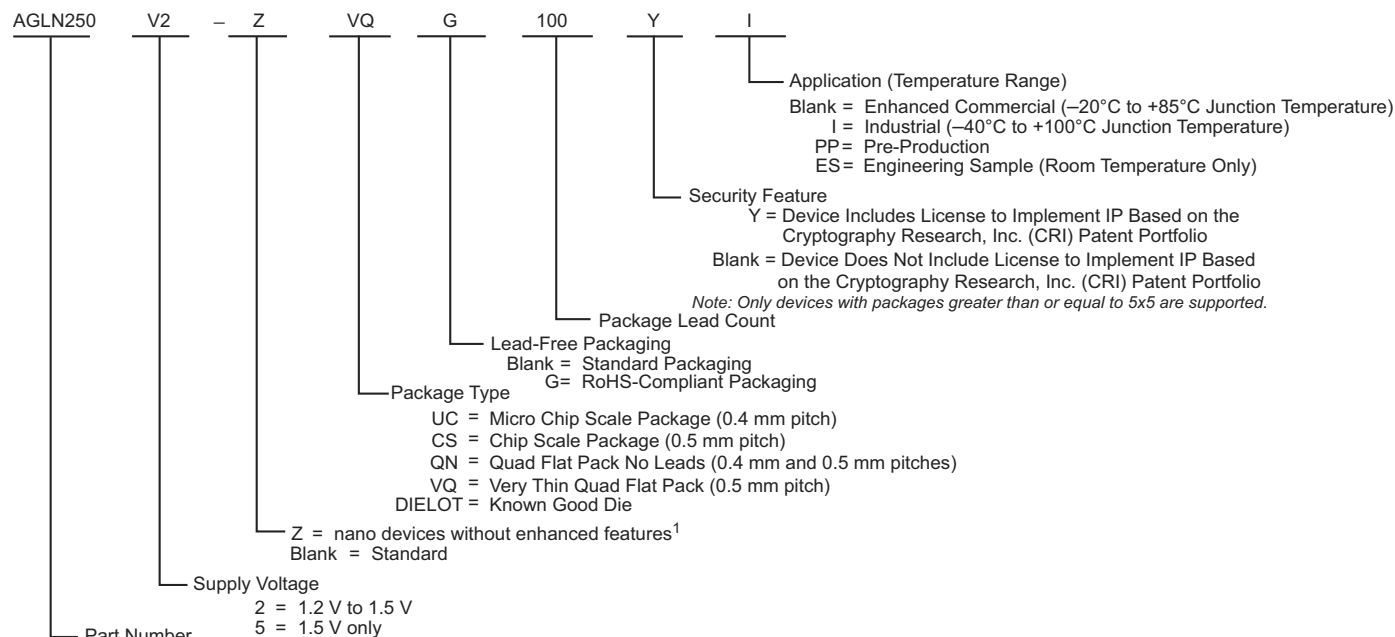 AGLN250 V2 – Z VQ G 100 Y I
Application (Temperature Range)
Blank = Enhanced Commercial (–20°C to +85°C Junction Temperature)
I = Industrial (–40°C to +100°C Junction Temperature)
PP= Pre-Production
ES= Engineering Sample (Room Temperature Only)
Security Feature
Y = Device Includes License to Implement IP Based on the
Cryptography Research, Inc. (CRI) Patent Portfolio
Blank = Device Does Not Include License to Implement IP Based
on the Cryptography Research, Inc. (CRI) Patent Portfolio
Note: Only devices with packages greater than or equal to 5x5 are supported.
Package Lead Count
Lead-Free Packaging
Blank = Standard Packaging
G= RoHS-Compliant Packaging
Package Type
UC = Micro Chip Scale Package (0.4 mm pitch)
CS = Chip Scale Package (0.5 mm pitch)
QN = Quad Flat Pack No Leads (0.4 mm and 0.5 mm pitches)
VQ = Very Thin Quad Flat Pack (0.5 mm pitch)
DIELOT = Known Good Die
Z = nano devices without enhanced features1
Blank = Standard
Supply Voltage
2 = 1.2 V to 1.5 V
5 = 1.5 V only
Part Number